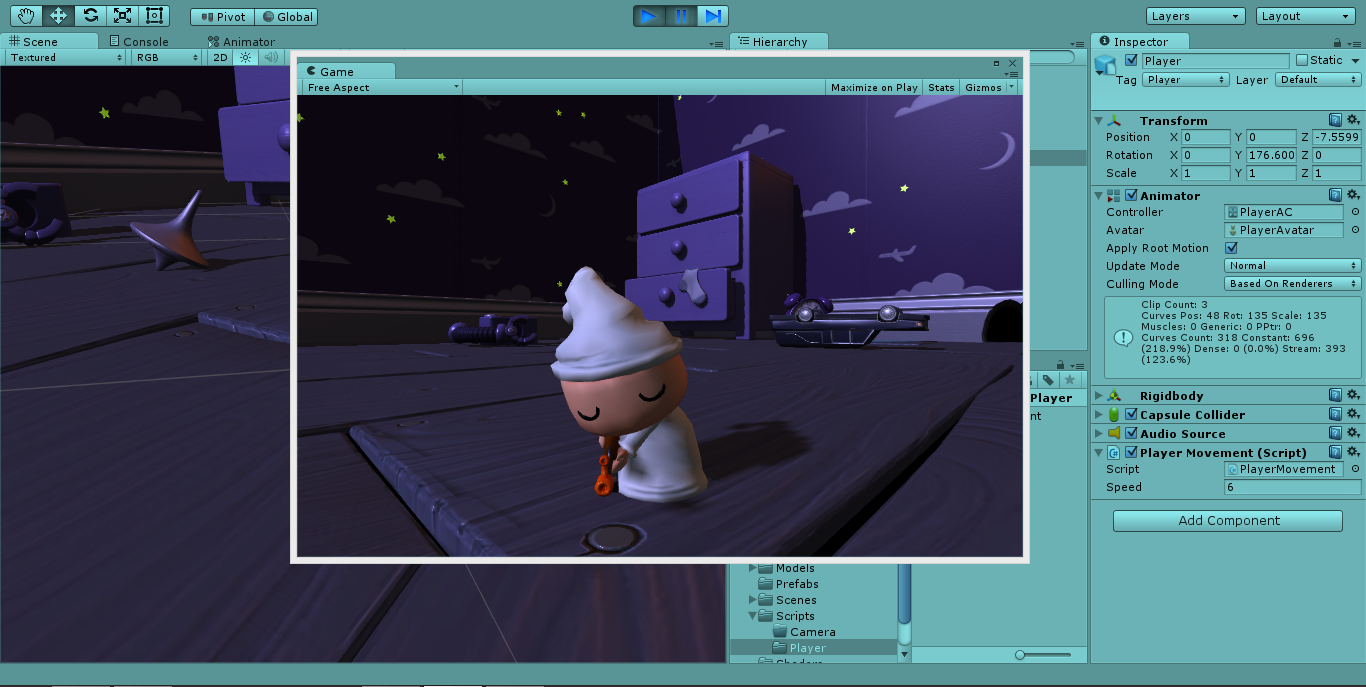 Pivot Global Layers Layout
Scene Console Animator Hierarchy Inspector
Textured RGB 2D
Game
Free Aspect Maximize on Play Stats Gizmos
Player Static
Tag Player Layer Default
Transform
Position X 0 Y 0 Z -7.5599
Rotation X 0 Y 176.600 Z 0
Scale X 1 Y 1 Z 1
Animator
Controller PlayerAC
Avatar PlayerAvatar
Apply Root Motion
Update Mode Normal
Culling Mode Based On Renderers
Clip Count: 3
Curves Pos: 48 Rot: 135 Scale: 135
Muscles: 0 Generic: 0 PPtr: 0
Curves Count: 318 Constant: 696
(218.9%) Dense: 0 (0.0%) Stream: 393
(123.6%)
Rigidbody
Capsule Collider
Audio Source
Player Movement (Script)
Script PlayerMovement
Speed 6
Add Component
Player
nt
Models
Prefabs
Scenes
Scripts
Camera
Player